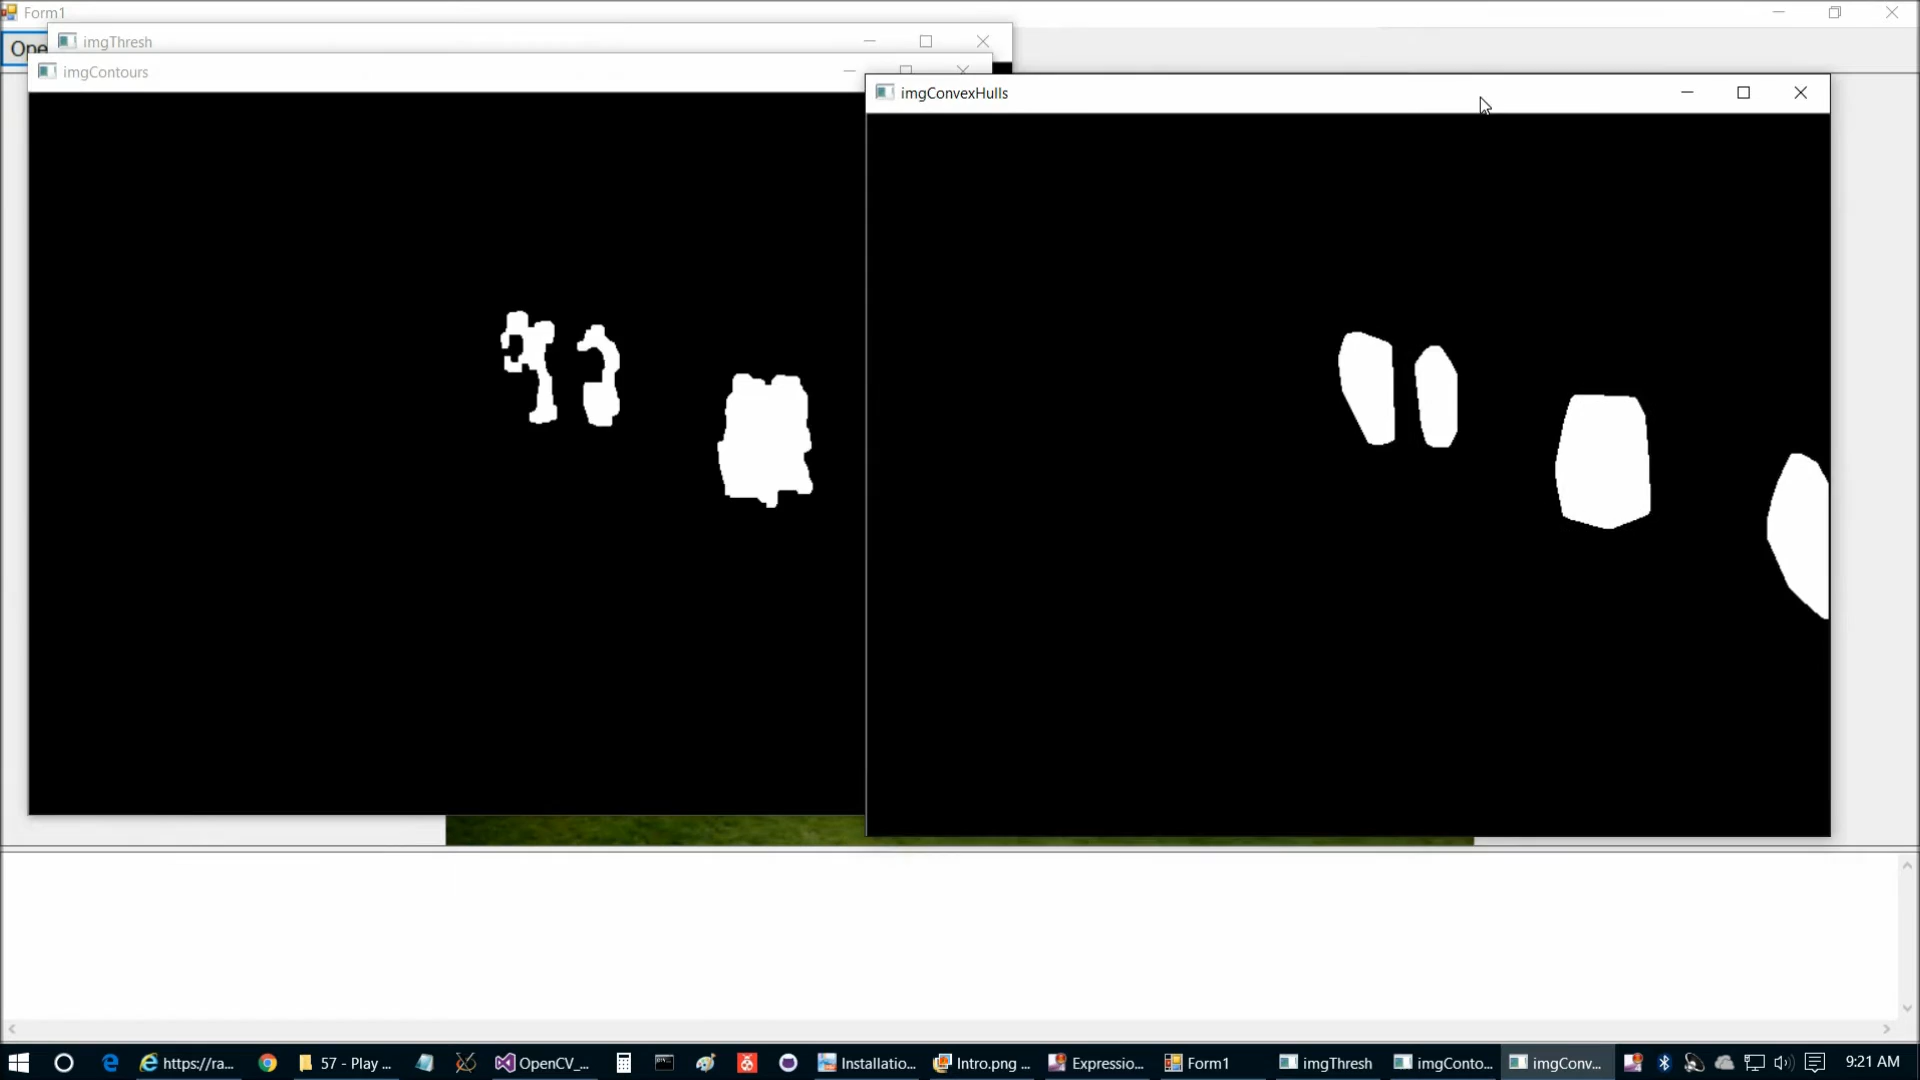 Form1
Ope
imgThresh
imgContours
imgConvexHulls
https://ra...
57 - Play ...
OpenCV_...
Installatio...
Intro.png ...
Expressio...
Form1
imgThresh
imgConto...
imgConv...
9:21 AM